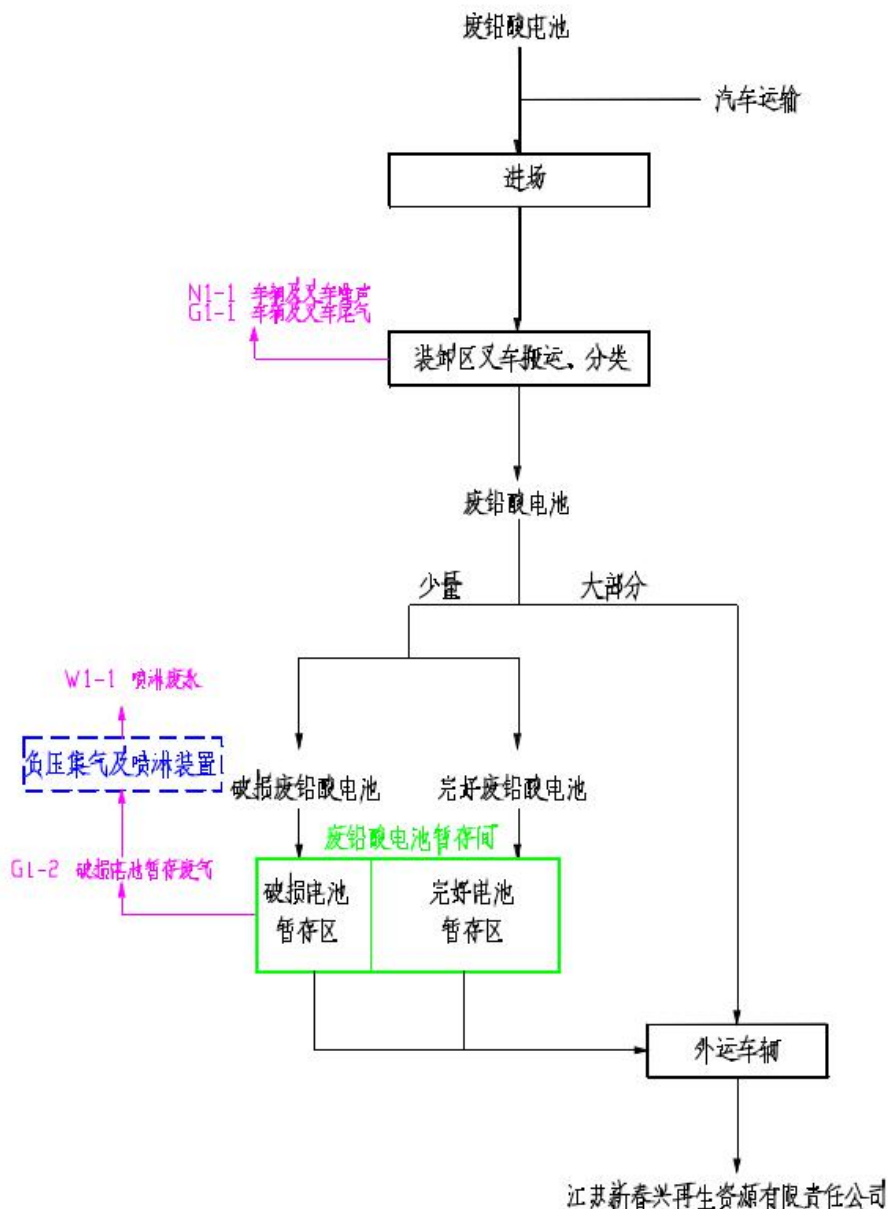 废铅酸电池
汽车运输
进场
N1-1 车辆及叉车噪声
G1-1 车辆及叉车尾气
装卸区叉车搬运、分类
废铅酸电池
少量
大部分
W1-1 喷淋废水
负压集气及喷淋装置
破损废铅酸电池
完好废铅酸电池
废铅酸电池暂存间
G1-2 破损电池暂存废气
破损电池
暂存区
完好电池
暂存区
外运车辆
江苏新春兴再生资源有限责任公司